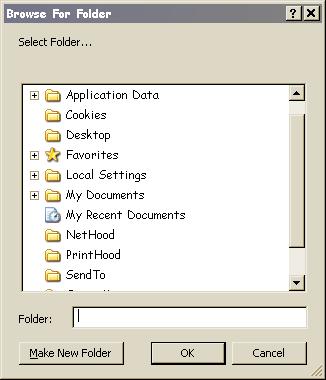 Browse For Folder
Select Folder...
Application Data
Cookies
Desktop
Favorites
Local Settings
My Documents
My Recent Documents
NetHood
PrintHood
SendTo
Folder:
Make New Folder OK Cancel